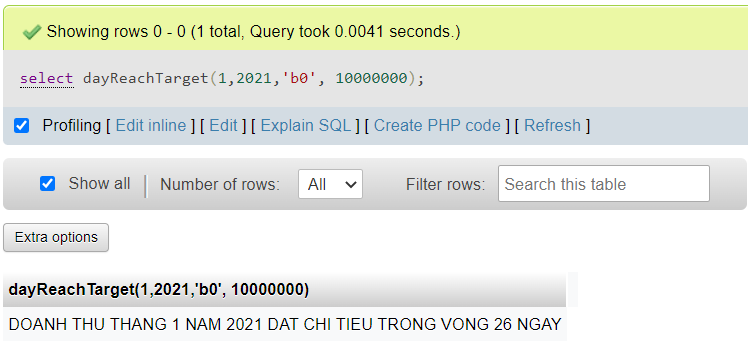 Showing rows 0 - 0 (1 total, Query took 0.0041 seconds.)
select dayReachTarget(1,2021,'b0', 10000000);
Profiling [ Edit inline ] [ Edit ] [ Explain SQL ] [ Create PHP code ] [ Refresh ]
Show all Number of rows: All Filter rows: Search this table
Extra options
dayReachTarget(1,2021,'b0', 10000000)
DOANH THU THANG 1 NAM 2021 DAT CHI TIEU TRONG VONG 26 NGAY